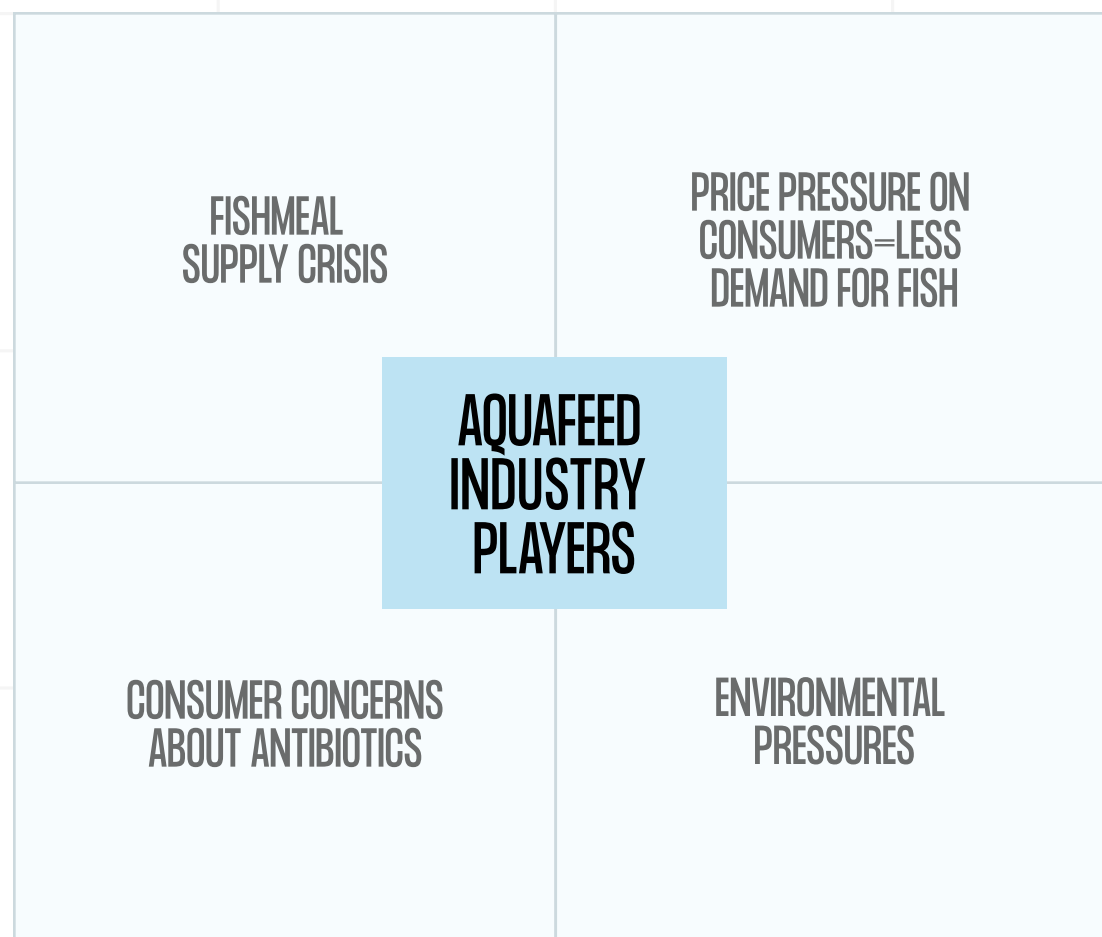 FISHMEAL
SUPPLY CRISIS
PRICE PRESSURE ON
CONSUMERS=LESS
DEMAND FOR FISH
AQUAFEED
INDUSTRY
PLAYERS
CONSUMER CONCERNS
ABOUT ANTIBIOTICS
ENVIRONMENTAL
PRESSURES